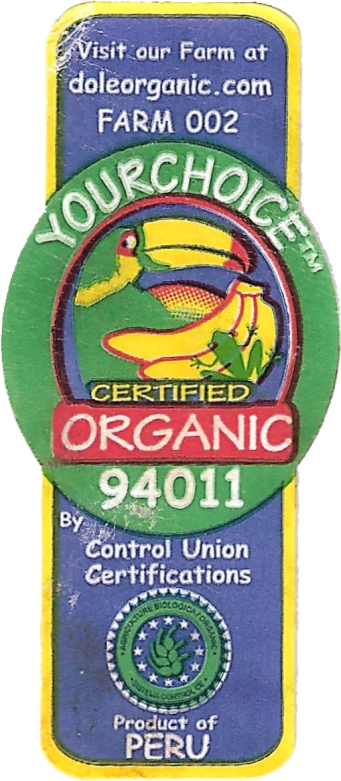 Visit our Farm at
doleorganic.com
FARM 002
YOURCHOICE™
CERTIFIED
ORGANIC
94011
By
Control Union
Certifications
Product of
PERU